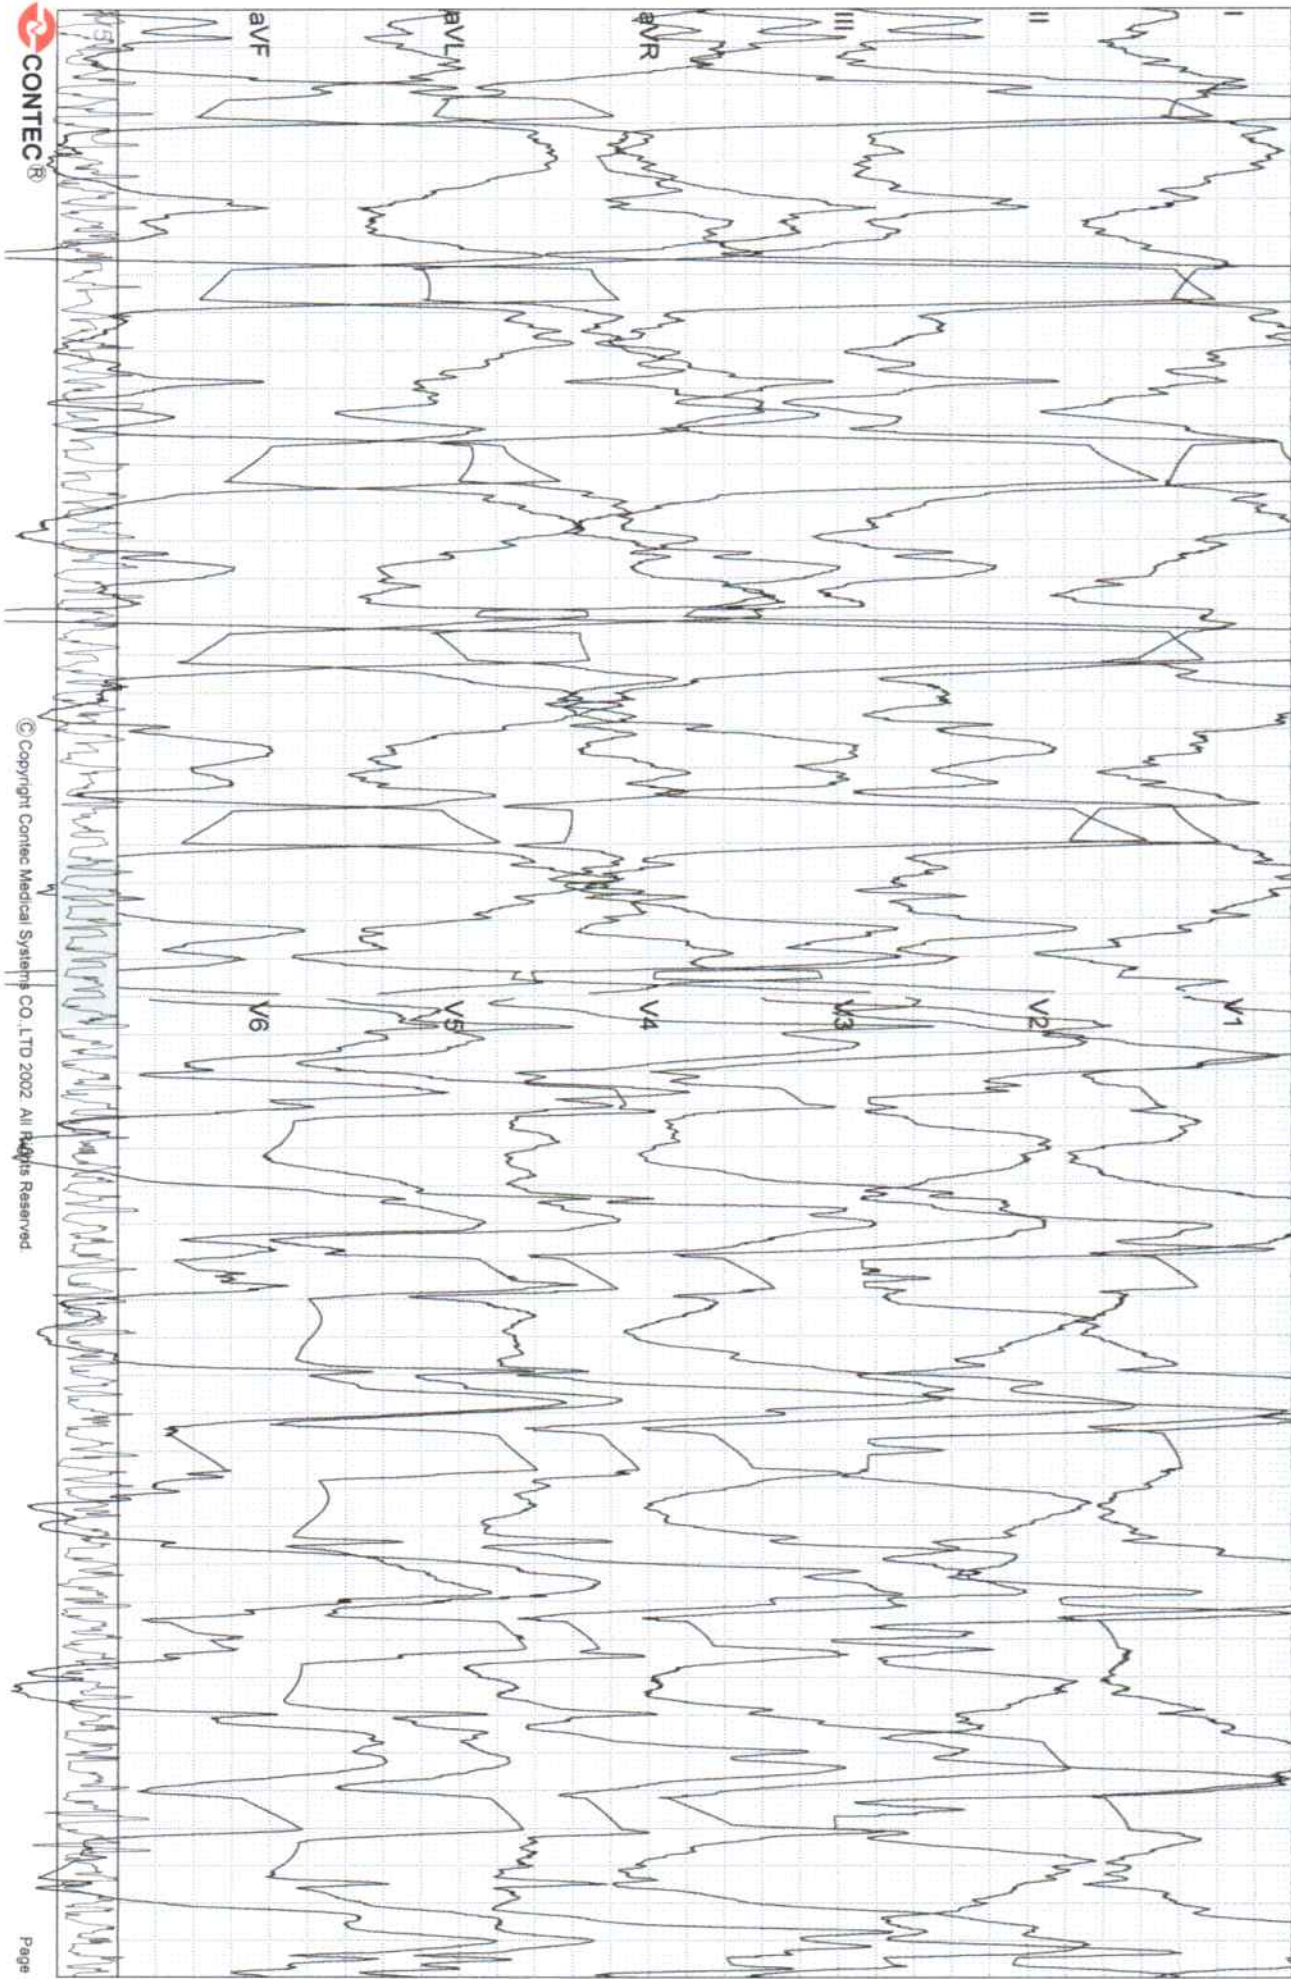 I
V1
II
V2
III
V3
aVR
V4
aVL
V5
aVF
V6
CONTEC®
© Copyright Contec Medical Systems CO.,LTD 2002 All Rights Reserved.
Page